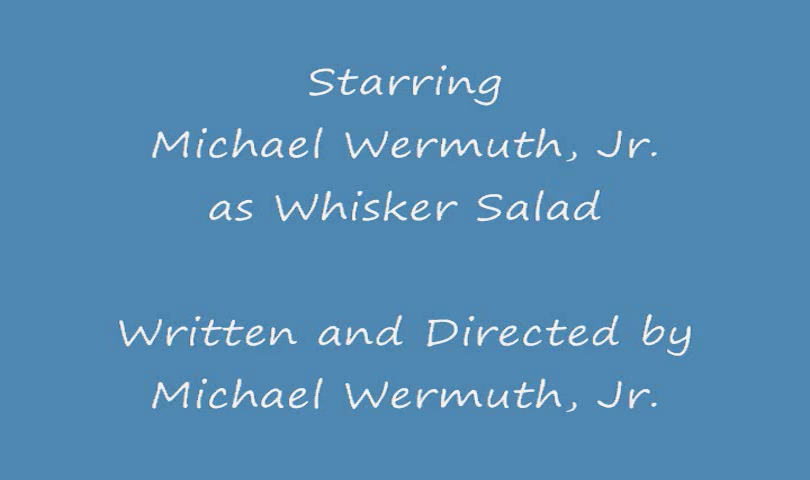 Starring
Michael Wermuth, Jr.
as Whisker Salad
Written and Directed by
Michael Wermuth, Jr.